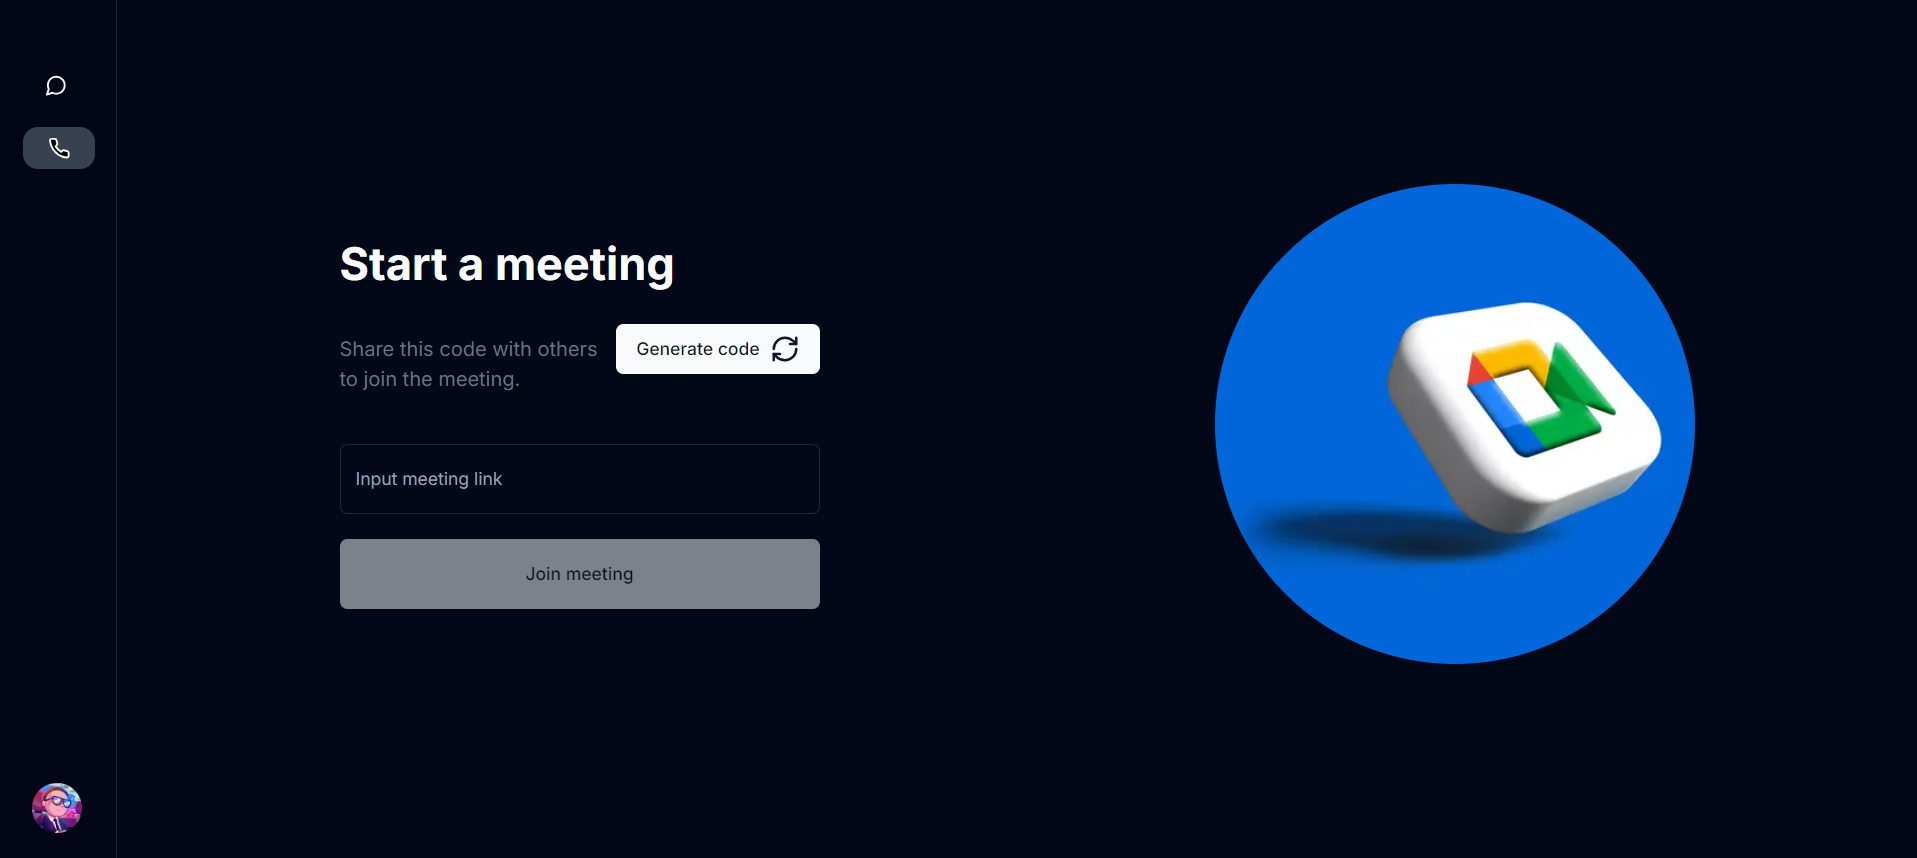 Start a meeting
Share this code with others
to join the meeting.
Generate code
Input meeting link
Join meeting